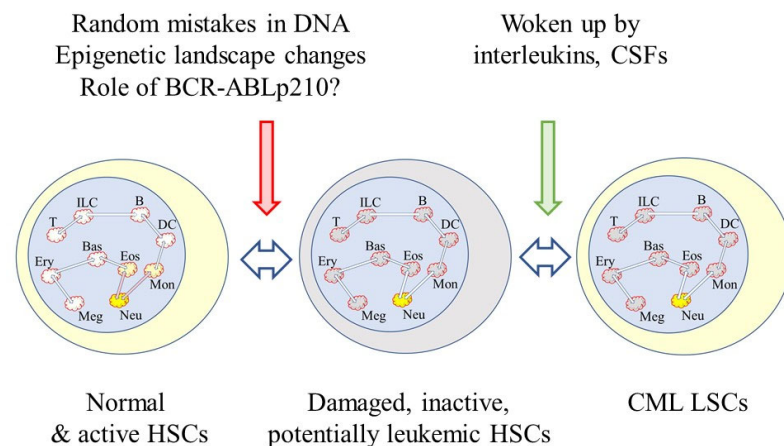 Random mistakes in DNA
Epigenetic landscape changes
Role of BCR-ABLp210?
Woken up by
interleukins, CSFs
ILC
B
T
DC
Bas
Eos
Ery
Mon
Meg
Neu
ILC
B
T
DC
Bas
Eos
Ery
Mon
Meg
Neu
ILC
B
T
DC
Bas
Eos
Ery
Mon
Meg
Neu
Normal
& active HSCs
Damaged, inactive,
potentially leukemic HSCs
CML LSCs